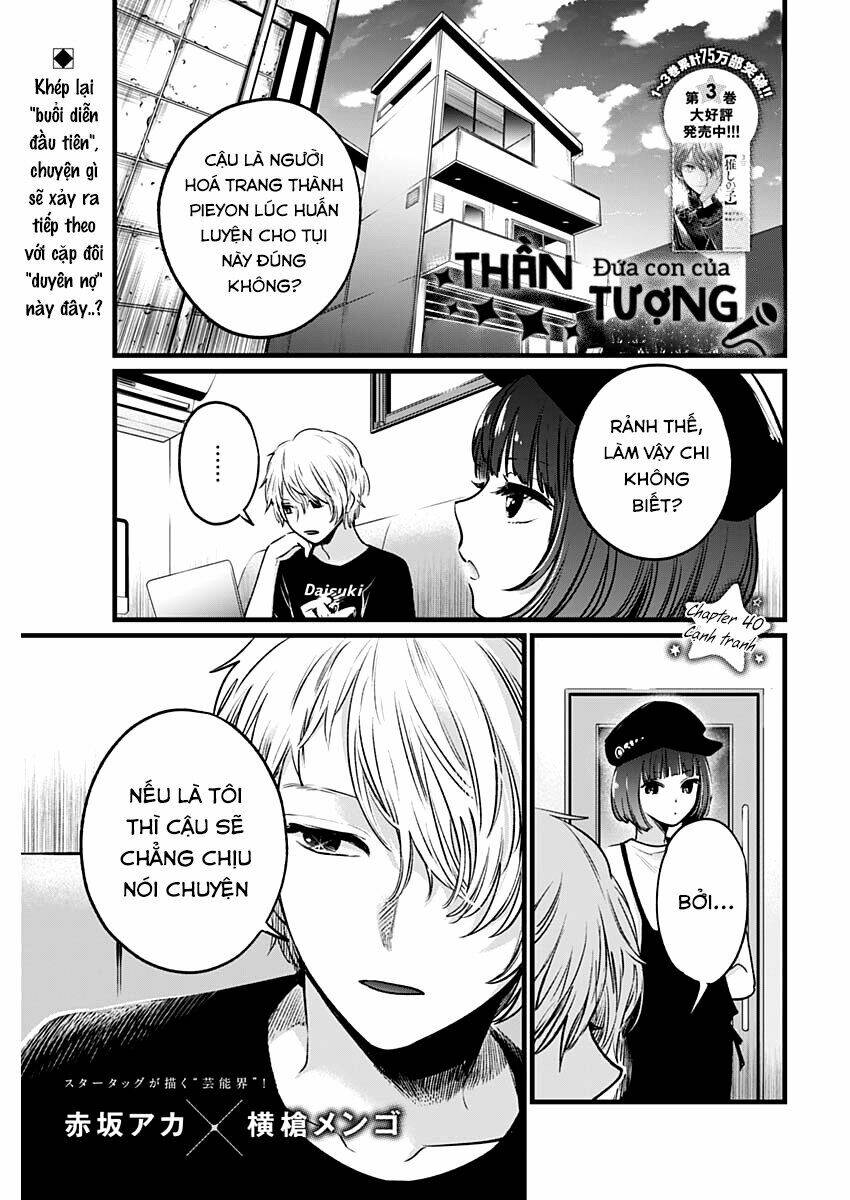 Khép lại
"buổi diễn
đầu tiên",
chuyện gì
sẽ xảy ra
tiếp theo
với cặp đôi
"duyên nợ"
này đây..?
1~3巻累計75万部突破!!
第3巻
大好評
発売中!!!
【推しの子】
CẬU LÀ NGƯỜI
HOÁ TRANG THÀNH
PIEYON LÚC HUẤN
LUYỆN CHO TỤI
NÀY ĐÚNG
KHÔNG?
Đứa con của
THẦN TƯỢNG
RẢNH THẾ,
LÀM VẬY CHI
KHÔNG
BIẾT?
......
Daisuki
Chapter 40
Cạnh tranh
BỞI...
NẾU LÀ TÔI
THÌ CẬU SẼ
CHẲNG CHỊU
NÓI CHUYỆN
スタータッグが描く“芸能界”!
赤坂アカ×横槍メンゴ